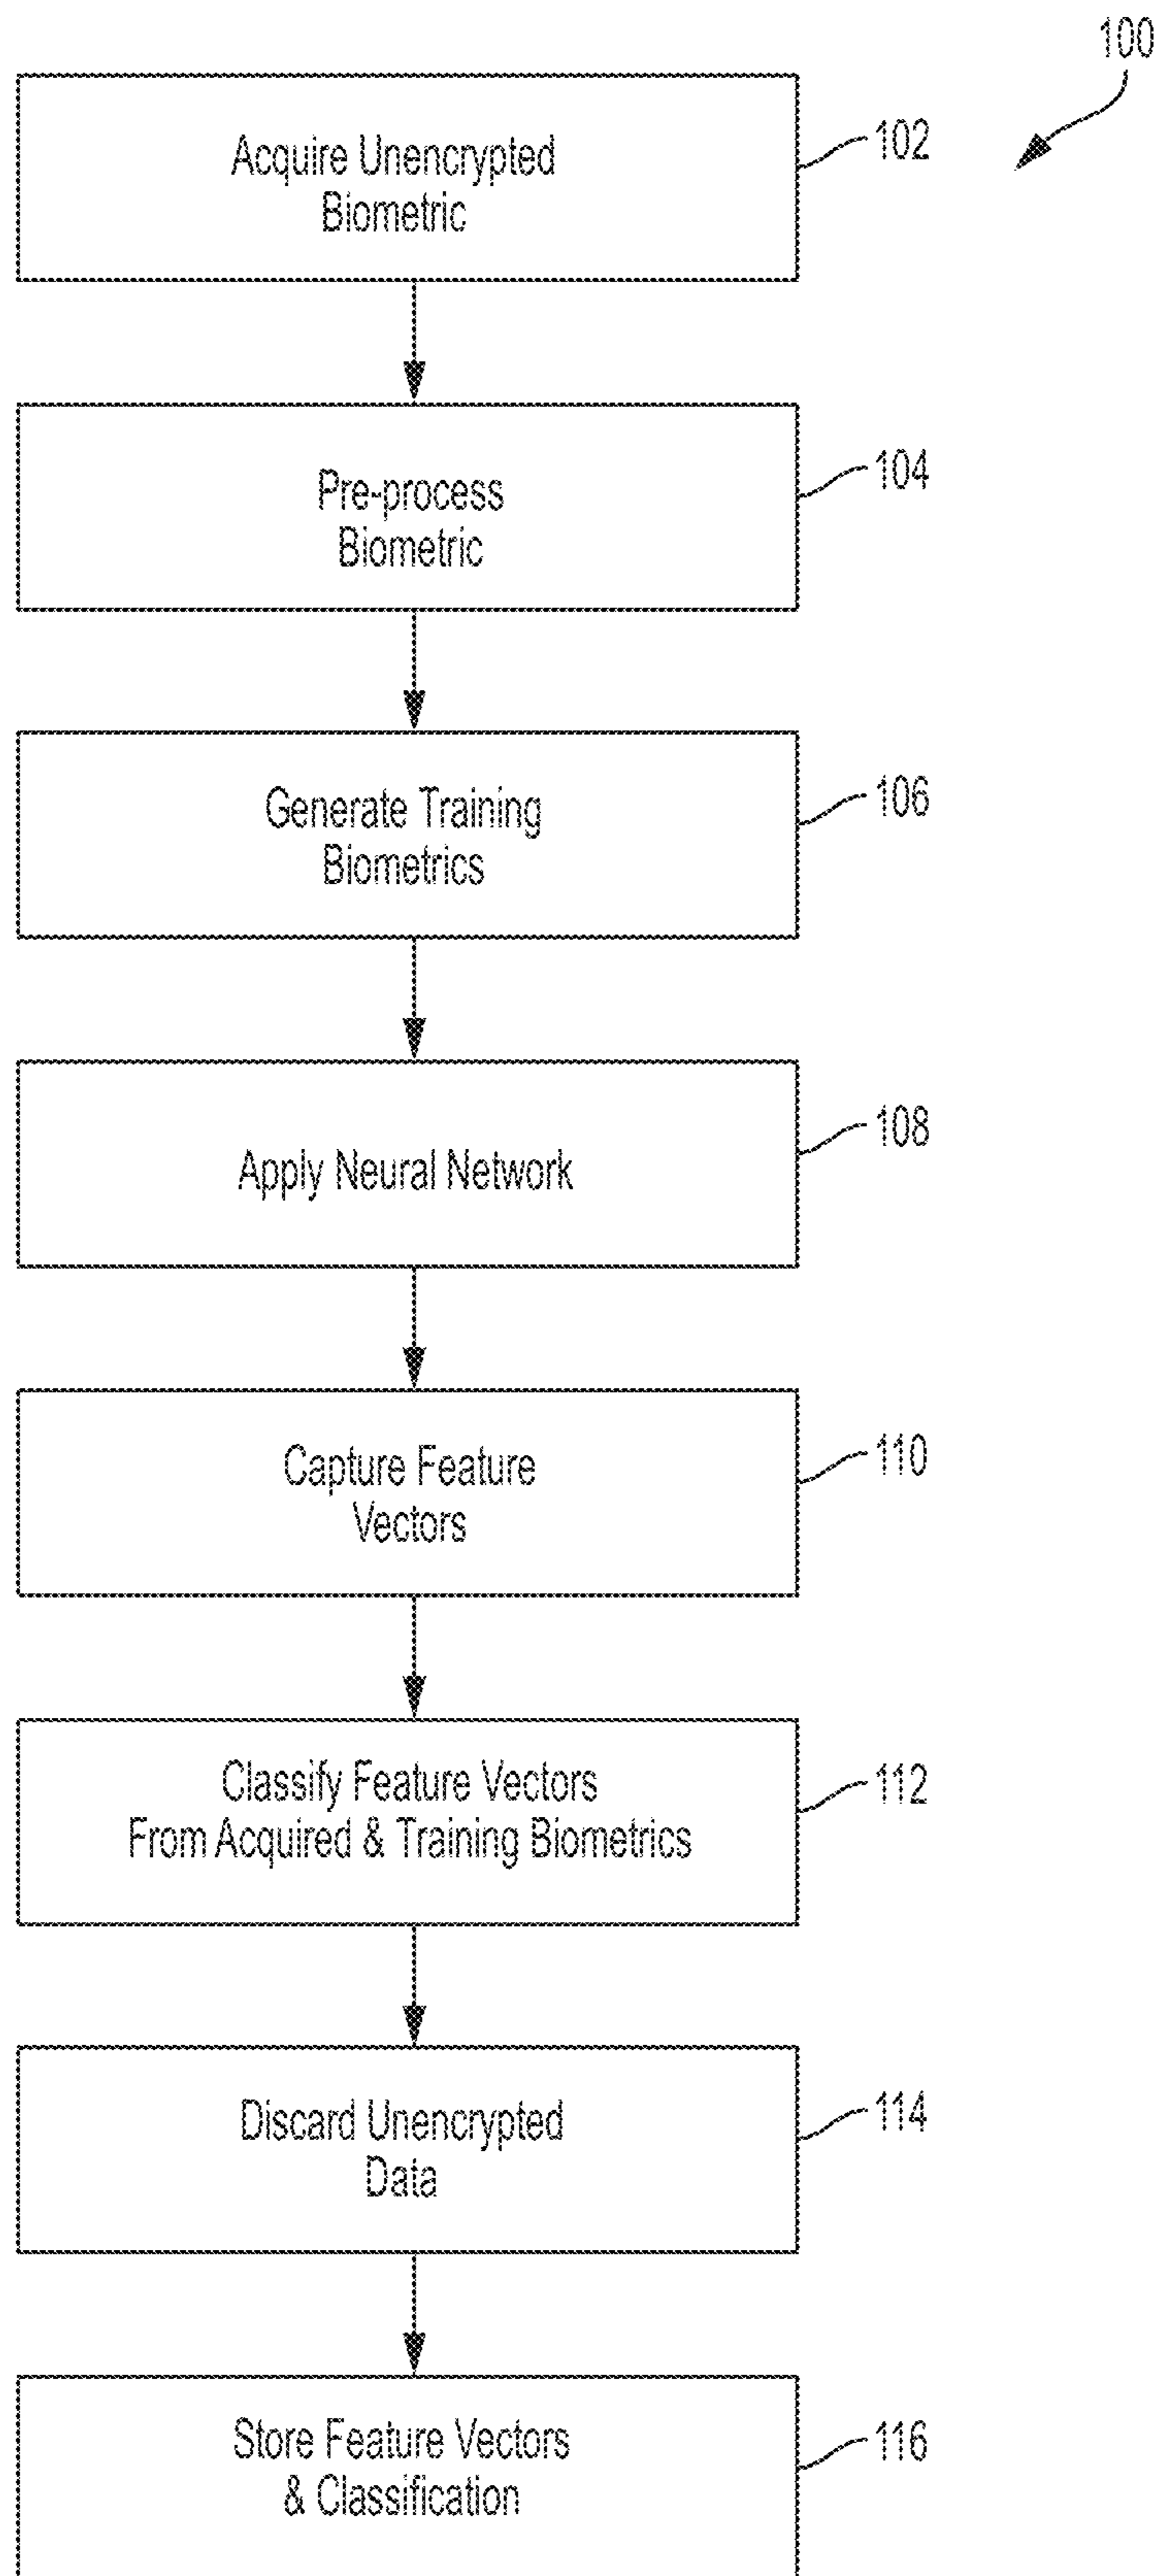 100
Acquire Unencrypted
Biometric
102
Pre-process
Biometric
104
Generate Training
Biometrics
106
Apply Neural Network
108
Capture Feature
Vectors
110
Classify Feature Vectors
From Acquired & Training Biometrics
112
Discard Unencrypted
Data
114
Store Feature Vectors
& Classification
116